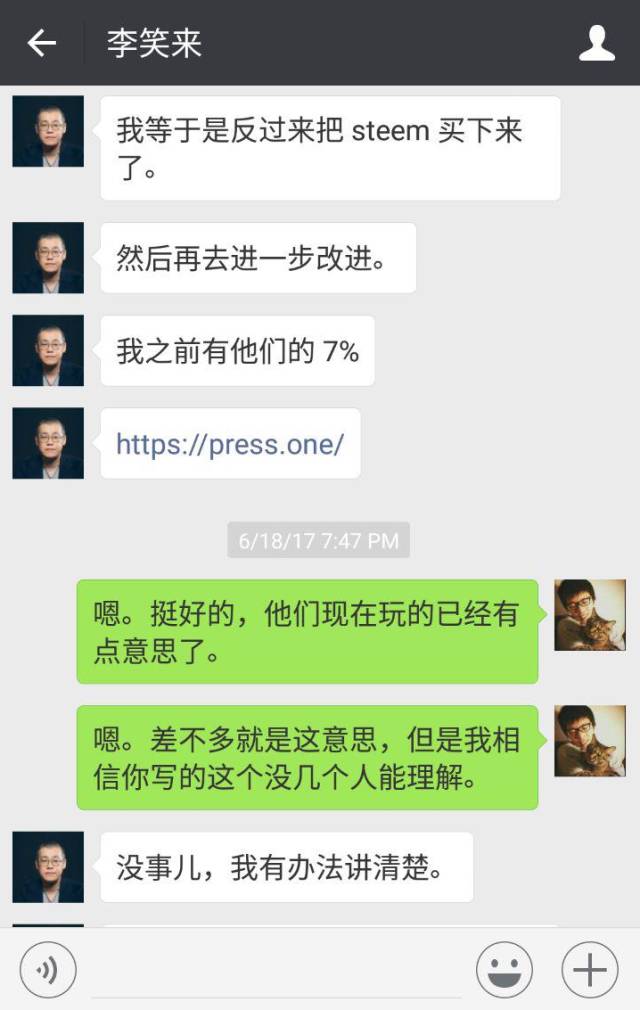 李笑来
我等于是反过来把 steem 买下来
了。
然后再去进一步改进。
我之前有他们的 7%
https://press.one/
6/18/17 7:47 PM
嗯。挺好的，他们现在玩的已经有
点意思了。
嗯。差不多就是这意思，但是我相
信你写的这个没几个人能理解。
没事儿，我有办法讲清楚。